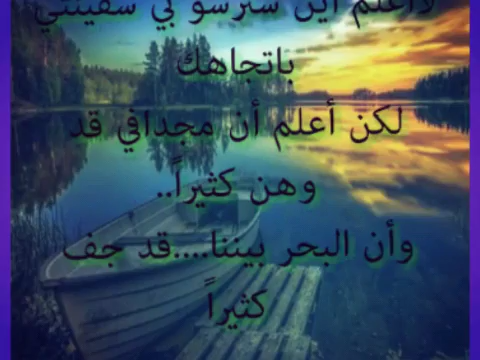 لاأعلم أين سترسو بي سفينتي
باتجاهك
لكن أعلم أن مجدافي قد
وهن كثيراً..
وأن البحر بيننا....قد جف
كثيراً